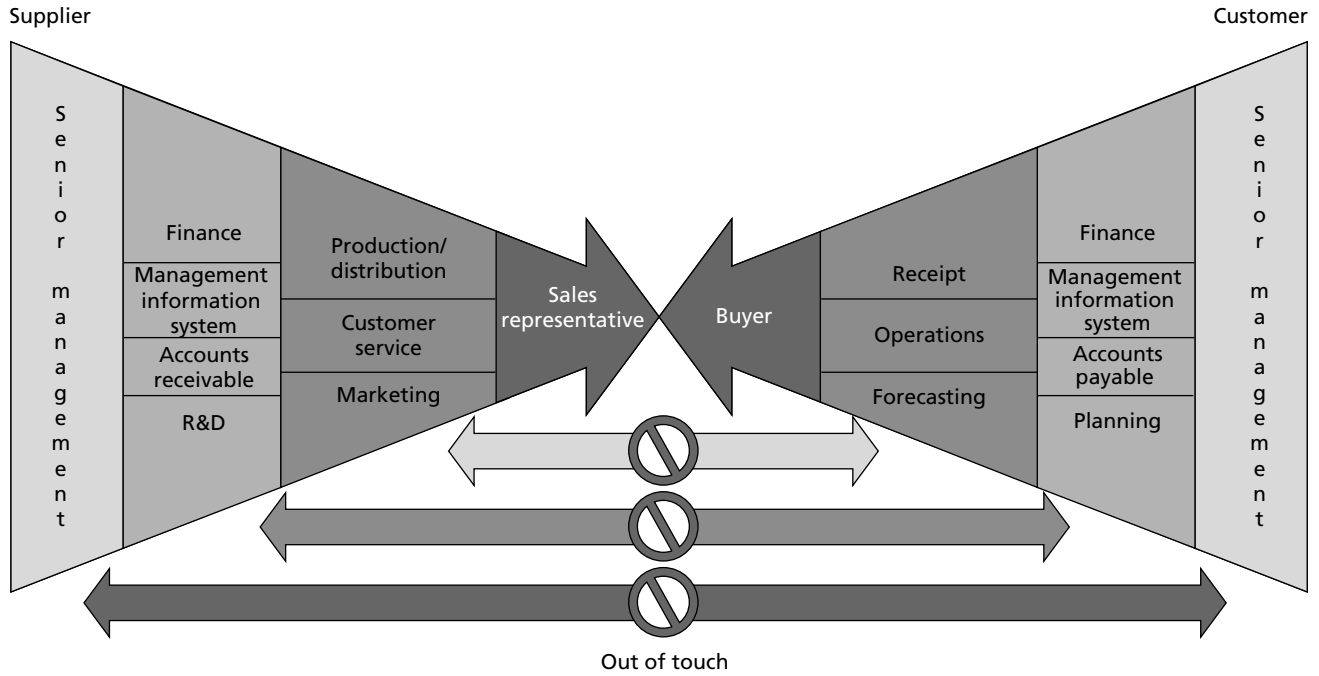 Supplier
Customer
Senior management
Finance
Management
information
system
Accounts
receivable
R&D
Production/
distribution
Customer
service
Marketing
Sales
representative
Buyer
Receipt
Operations
Forecasting
Finance
Management
information
system
Accounts
payable
Planning
Senior management
Out of touch